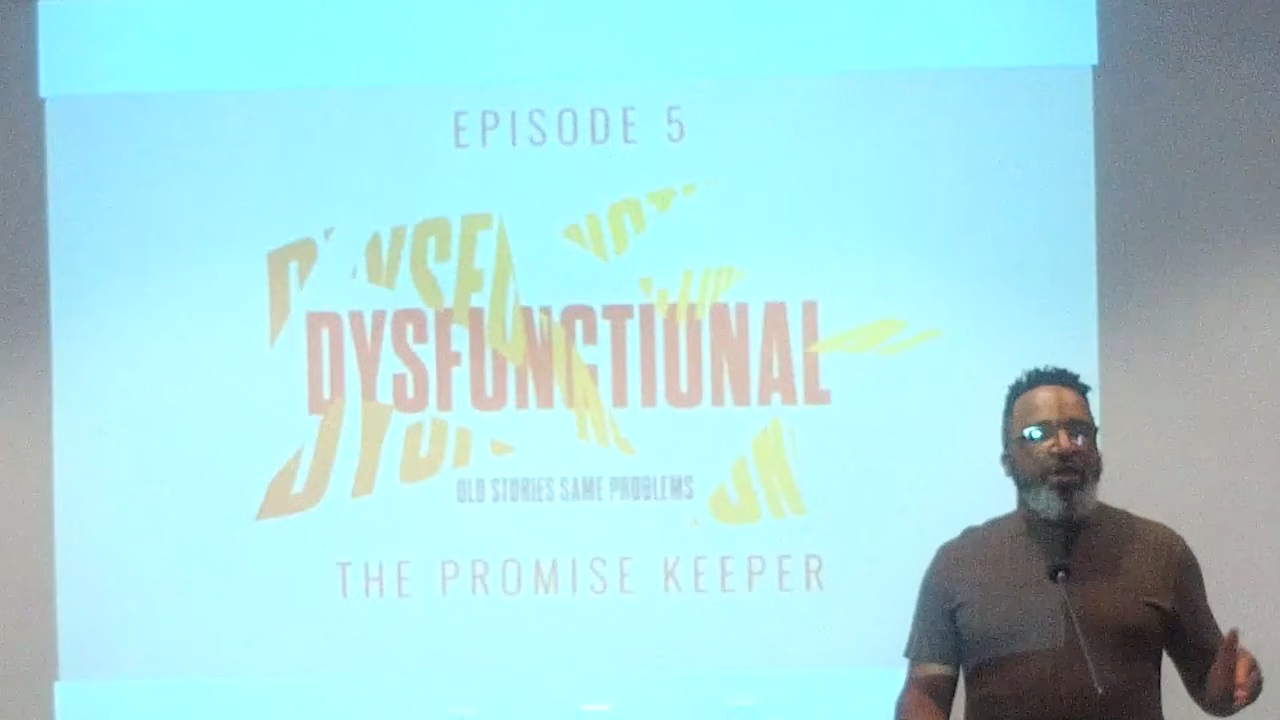 EPISODE 5
DYSFUNCTIONAL
OLD STORIES SAME PROBLEMS
THE PROMISE KEEPER